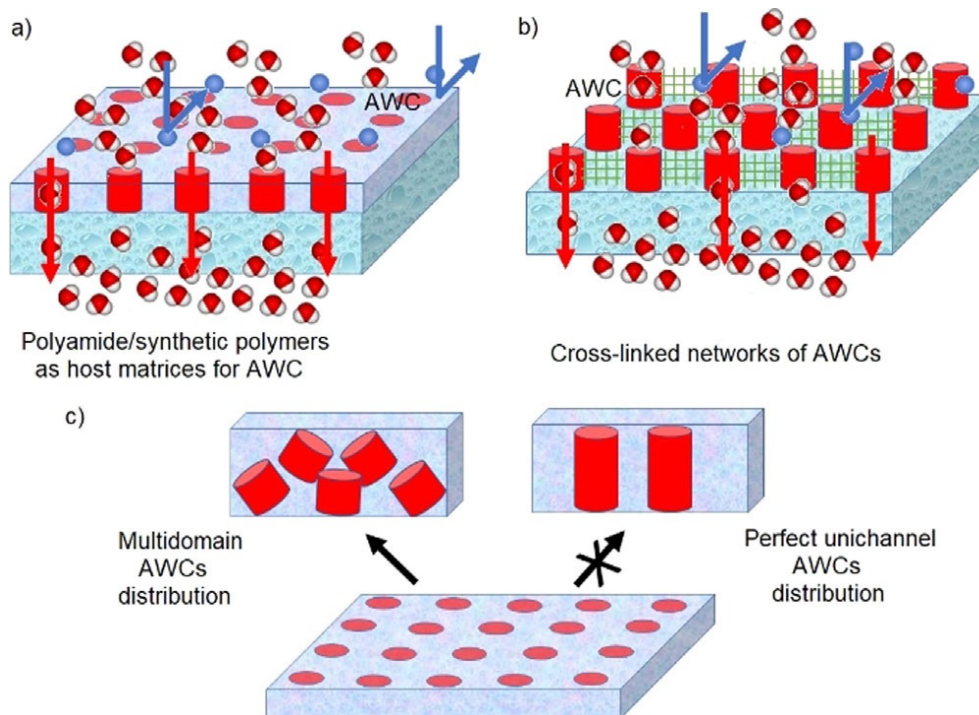 a)
AWC
Polyamide/synthetic polymers
as host matrices for AWC
b)
AWC
Cross-linked networks of AWCs
c)
Multidomain
AWCs
distribution
Perfect unichannel
AWCs
distribution